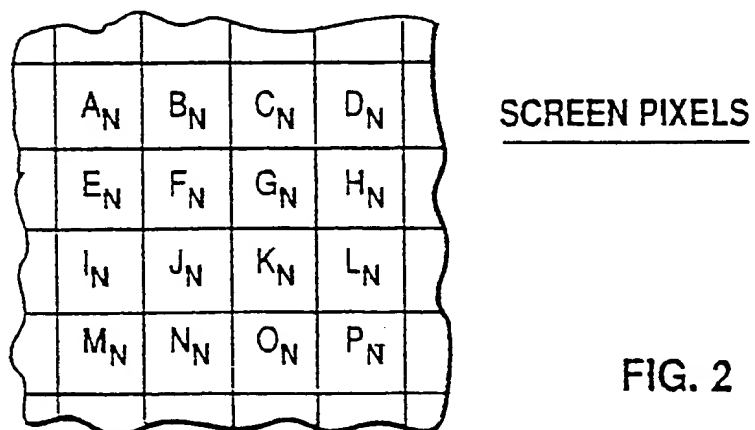 A_N B_N C_N D_N SCREEN PIXELS
E_N F_N G_N H_N
I_N J_N K_N L_N
M_N N_N O_N P_N
FIG. 2